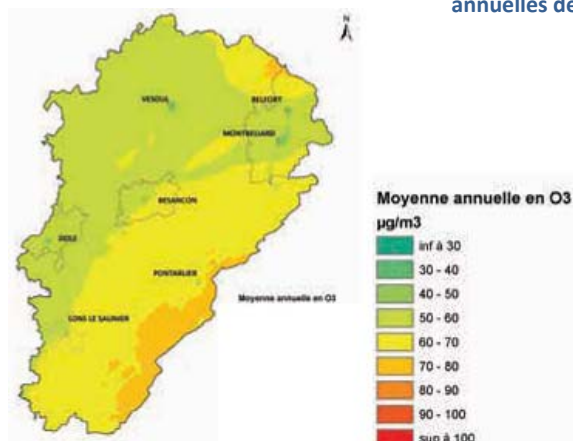 annuelles de
N
VESOUL
BELFORT
MONTBELIARD
BESANCON
DOLE
PONTARLIER
Moyenne annuelle en O3
LONS LE SAUNIER
Moyenne annuelle en O3
µg/m3
inf à 30
30 - 40
40 - 50
50 - 60
60 - 70
70 - 80
80 - 90
90 - 100
sup à 100